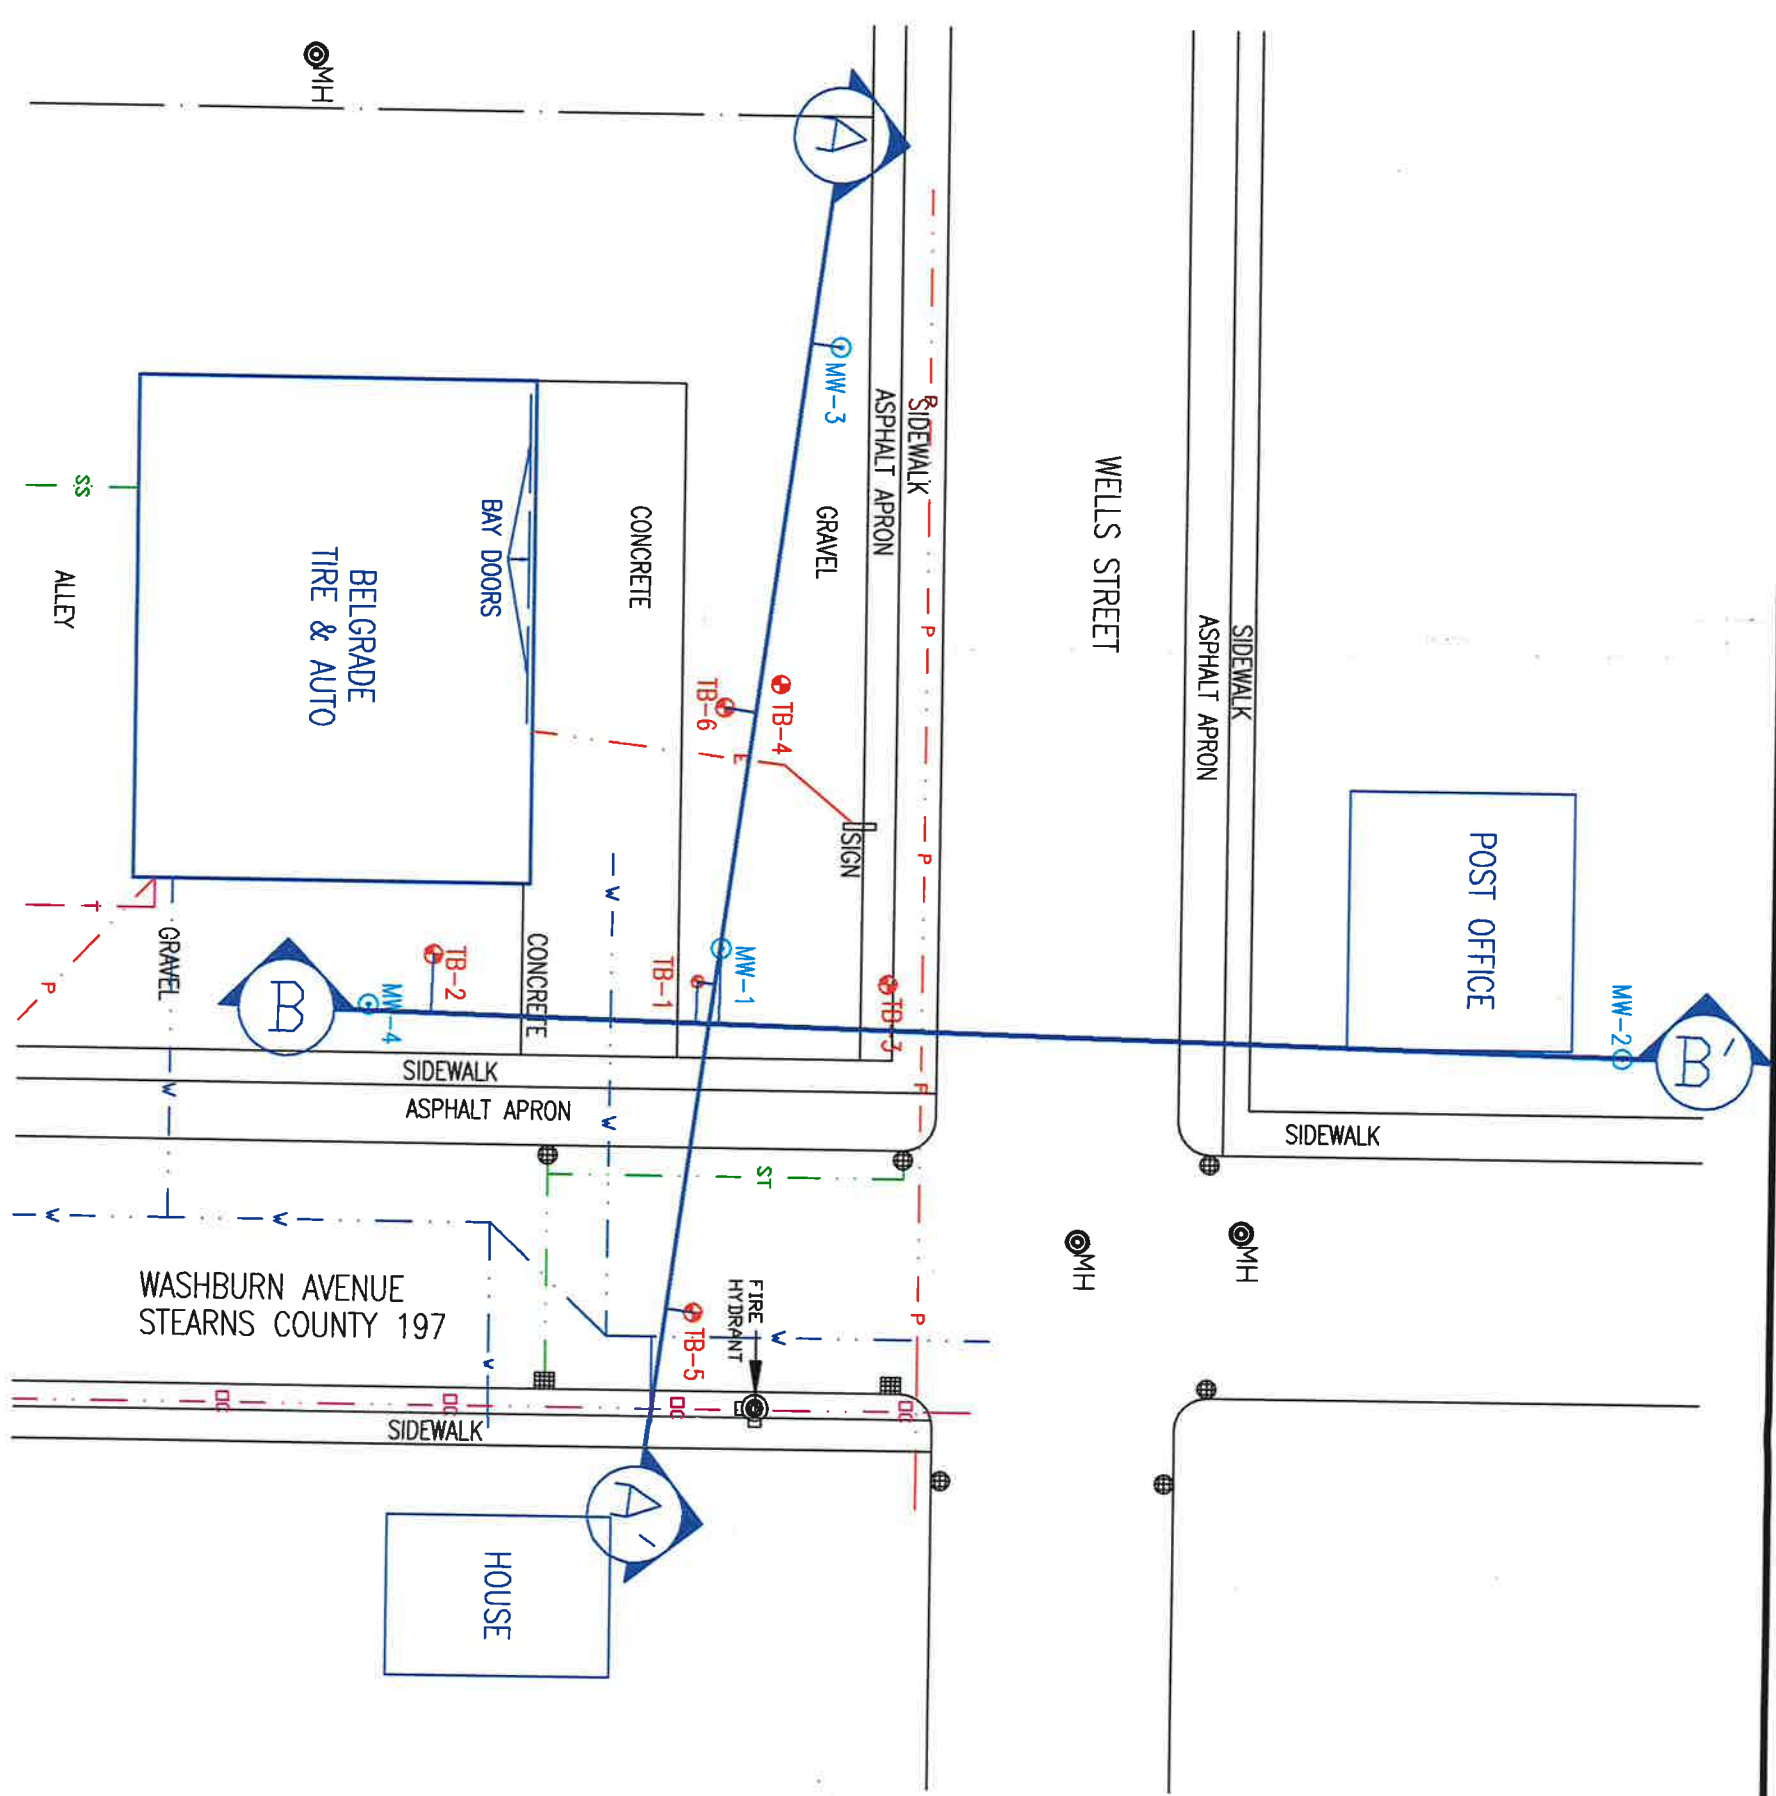 MH
A
MW-3
SIDEWALK
ASPHALT APRON
GRAVEL
WELLS STREET
SIDEWALK
ASPHALT APRON
CONCRETE
BAY DOORS
BELGRADE
TIRE & AUTO
SS
ALLEY
P
TB-4
TB-6
E
SIGN
P
POST OFFICE
W
T
P
GRAVEL
B
TB-2
MW-4
CONCRETE
TB-1
MW-1
TB-3
MW-2
B'
SIDEWALK
ASPHALT APRON
W
W
SIDEWALK
ST
W
W
MH
MH
WASHBURN AVENUE
STEARNS COUNTY 197
FIRE
HYDRANT
W
P
TB-5
W
SIDEWALK
A'
HOUSE